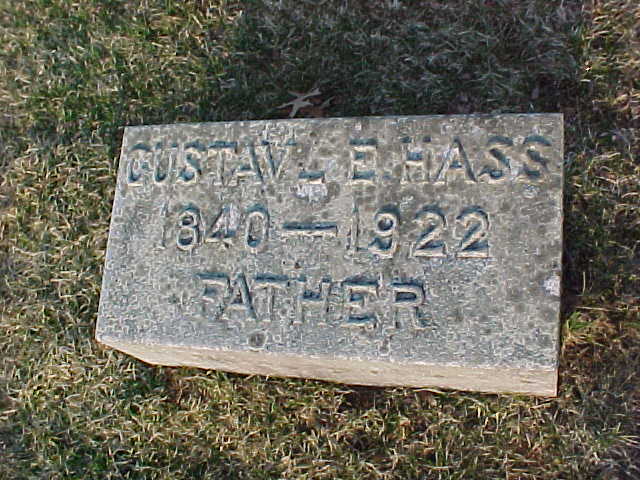 GUSTAV E. HASS
1840—1922
FATHER